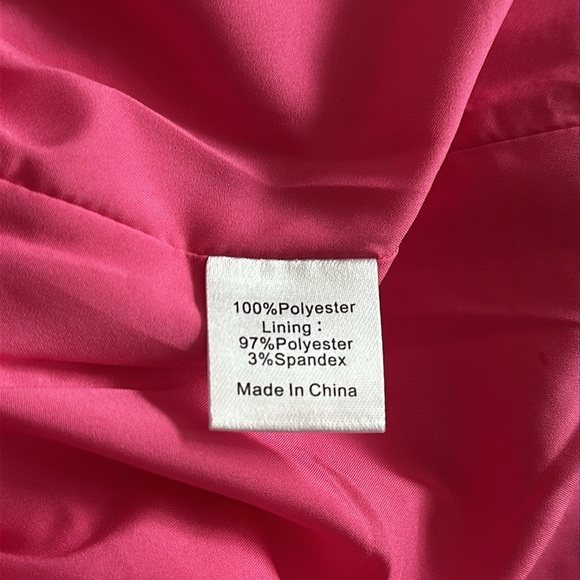 100%Polyester
Lining：
97%Polyester
3%Spandex
Made In China